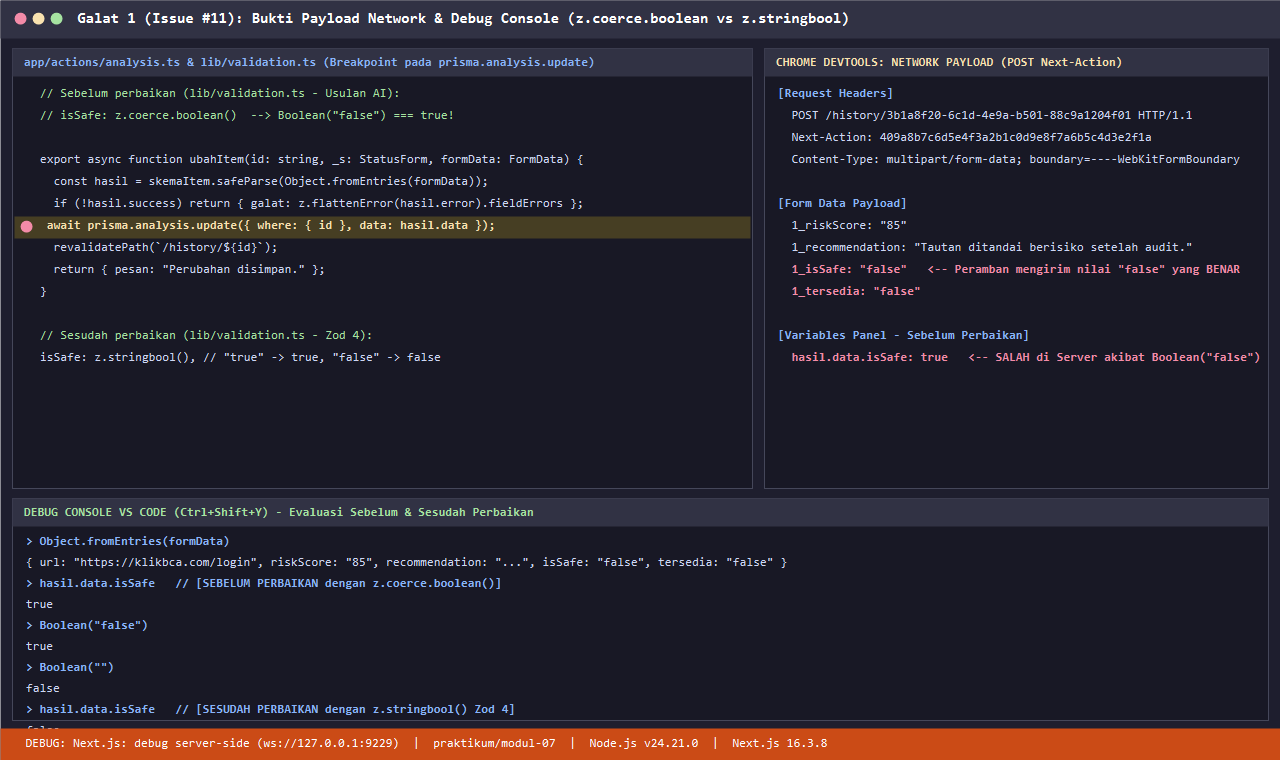 Galat 1 (Issue #11): Bukti Payload Network & Debug Console (z.coerce.boolean vs z.stringbool)
app/actions/analysis.ts & lib/validation.ts (Breakpoint pada prisma.analysis.update)
// Sebelum perbaikan (lib/validation.ts - Usulan AI):
// isSafe: z.coerce.boolean()  --> Boolean("false") === true!
export async function ubahItem(id: string, _s: StatusForm, formData: FormData) {
const hasil = skemaItem.safeParse(Object.fromEntries(formData));
if (!hasil.success) return { galat: z.flattenError(hasil.error).fieldErrors };
await prisma.analysis.update({ where: { id }, data: hasil.data });
revalidatePath(`/history/${id}`);
return { pesan: "Perubahan disimpan." };
}
// Sesudah perbaikan (lib/validation.ts - Zod 4):
isSafe: z.stringbool(), // "true" -> true, "false" -> false
CHROME DEVTOOLS: NETWORK PAYLOAD (POST Next-Action)
[Request Headers]
POST /history/3b1a8f20-6c1d-4e9a-b501-88c9a1204f01 HTTP/1.1
Next-Action: 409a8b7c6d5e4f3a2b1c0d9e8f7a6b5c4d3e2f1a
Content-Type: multipart/form-data; boundary=----WebKitFormBoundary
[Form Data Payload]
1_riskScore: "85"
1_recommendation: "Tautan ditandai berisiko setelah audit."
1_isSafe: "false"   <-- Peramban mengirim nilai "false" yang BENAR
1_tersedia: "false"
[Variables Panel - Sebelum Perbaikan]
hasil.data.isSafe: true   <-- SALAH di Server akibat Boolean("false")
DEBUG CONSOLE VS CODE (Ctrl+Shift+Y) - Evaluasi Sebelum & Sesudah Perbaikan
> Object.fromEntries(formData)
{ url: "https://klikbca.com/login", riskScore: "85", recommendation: "...", isSafe: "false", tersedia: "false" }
> hasil.data.isSafe   // [SEBELUM PERBAIKAN dengan z.coerce.boolean()]
true
> Boolean("false")
true
> Boolean("")
false
> hasil.data.isSafe   // [SESUDAH PERBAIKAN dengan z.stringbool() Zod 4]
DEBUG: Next.js: debug server-side (ws://127.0.0.1:9229)  |  praktikum/modul-07  |  Node.js v24.21.0  |  Next.js 16.3.8